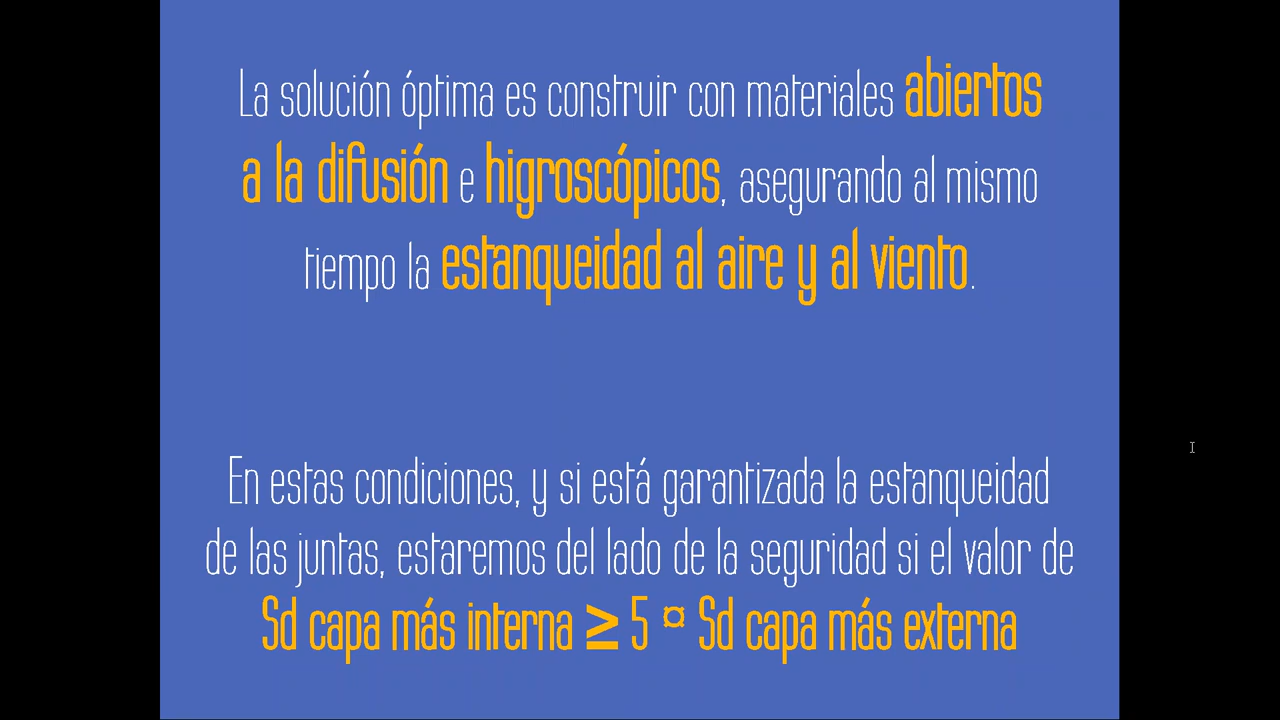 La solución óptima es construir con materiales abiertos
a la difusión e higroscópicos, asegurando al mismo
tiempo la estanqueidad al aire y al viento.
En estas condiciones, y si está garantizada la estanqueidad
de las juntas, estaremos del lado de la seguridad si el valor de
Sd capa más interna ≥ 5 ¤ Sd capa más externa